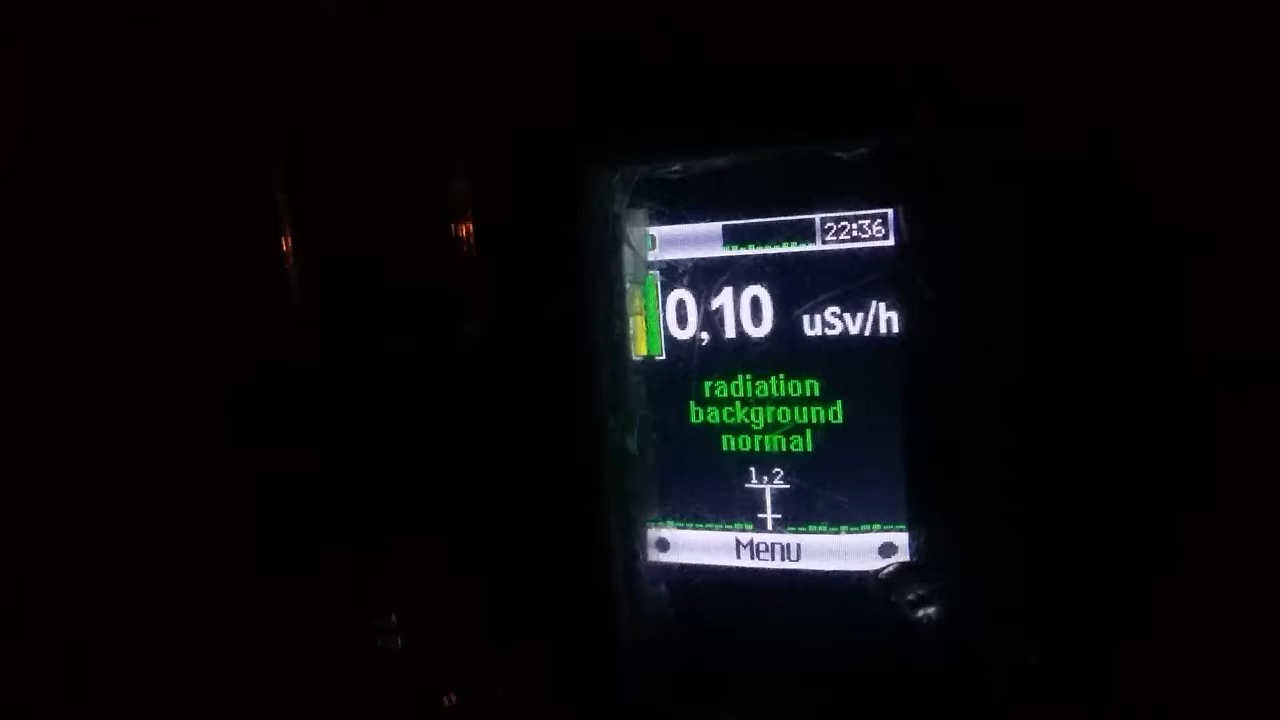 22:36
0,10 uSv/h
radiation
background
normal
1,2
Menu